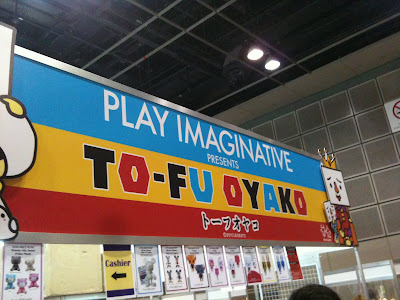 PLAY IMAGINATIVE
PRESENTS
TO-FU OYAKO
トーフオヤコ
Cashier